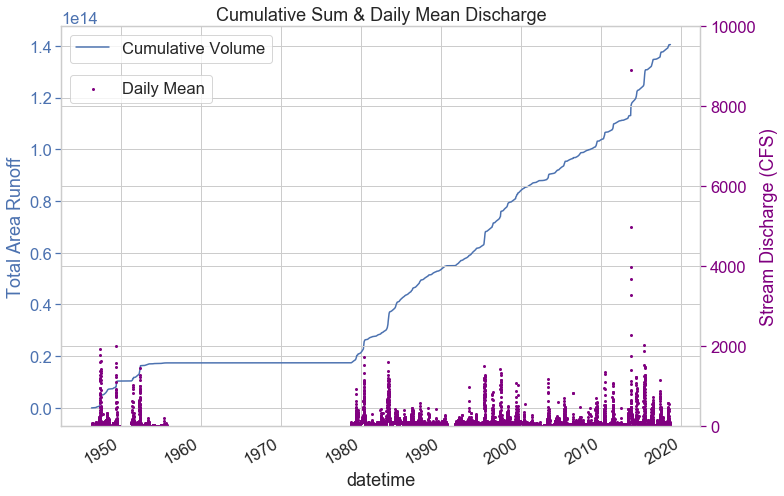 Cumulative Sum & Daily Mean Discharge
1e14
Cumulative Volume
Daily Mean
1.4
1.2
1.0
0.8
0.6
0.4
0.2
0.0
Total Area Runoff
10000
8000
6000
4000
2000
0
Stream Discharge (CFS)
1950 1960 1970 1980 1990 2000 2010 2020
datetime